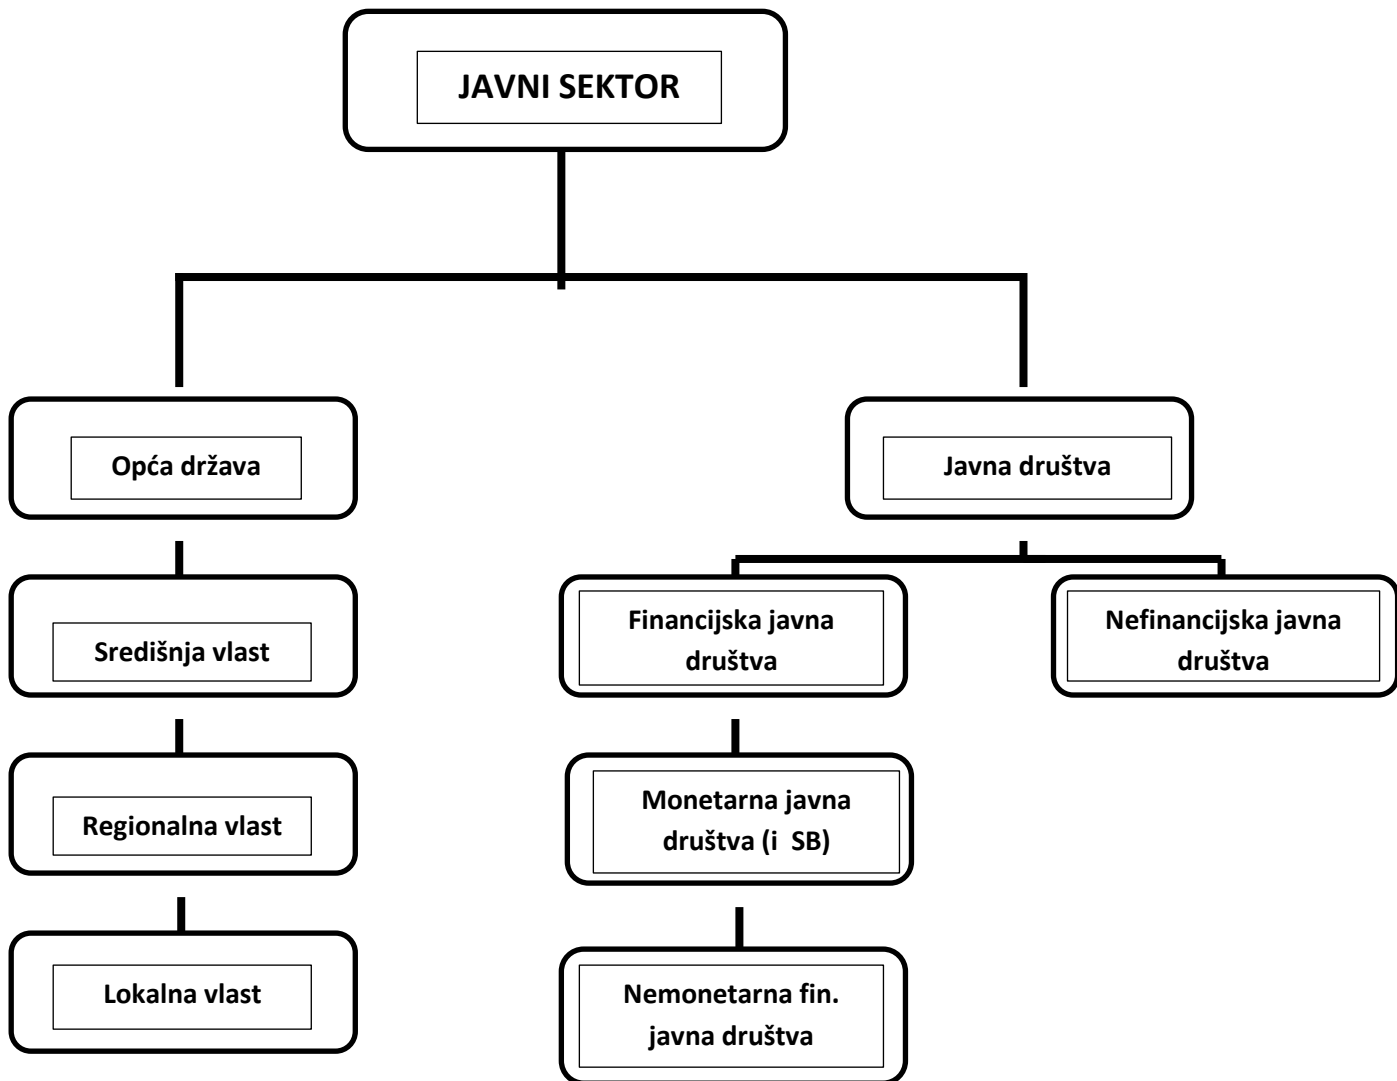 JAVNI SEKTOR
Opća država
Javna društva
Središnja vlast
Financijska javna
društva
Nefinancijska javna
društva
Regionalna vlast
Monetarna javna
društva (i SB)
Lokalna vlast
Nemonetarna fin.
javna društva